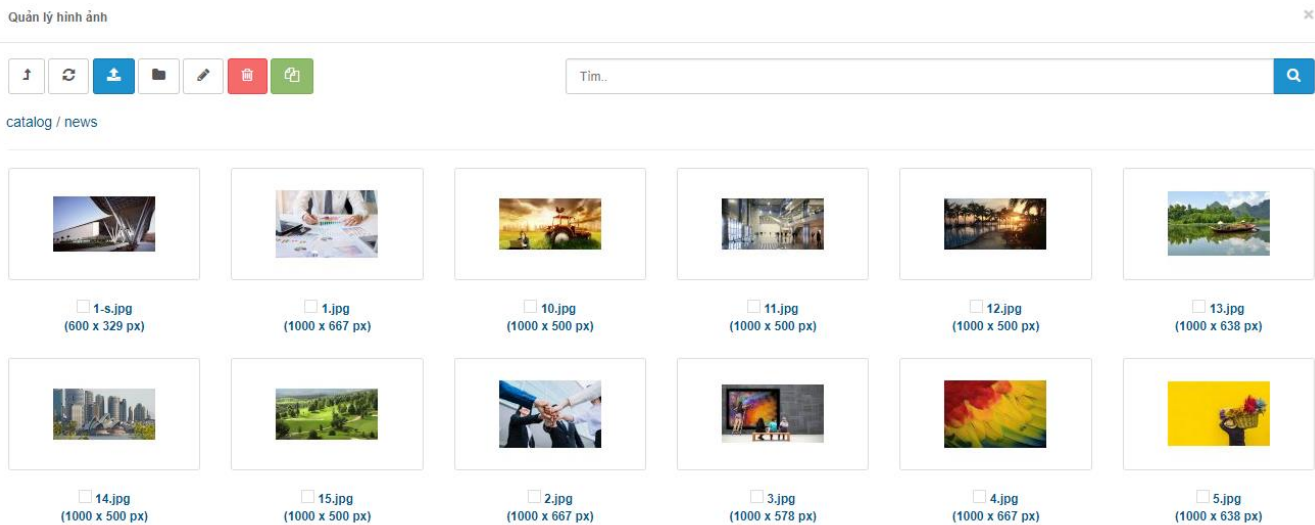 Quản lý hình ảnh
×
Tìm..
catalog / news
1-s.jpg
(600 x 329 px)
1.jpg
(1000 x 667 px)
10.jpg
(1000 x 500 px)
11.jpg
(1000 x 500 px)
12.jpg
(1000 x 500 px)
13.jpg
(1000 x 638 px)
14.jpg
(1000 x 500 px)
15.jpg
(1000 x 500 px)
2.jpg
(1000 x 667 px)
3.jpg
(1000 x 578 px)
4.jpg
(1000 x 667 px)
5.jpg
(1000 x 638 px)